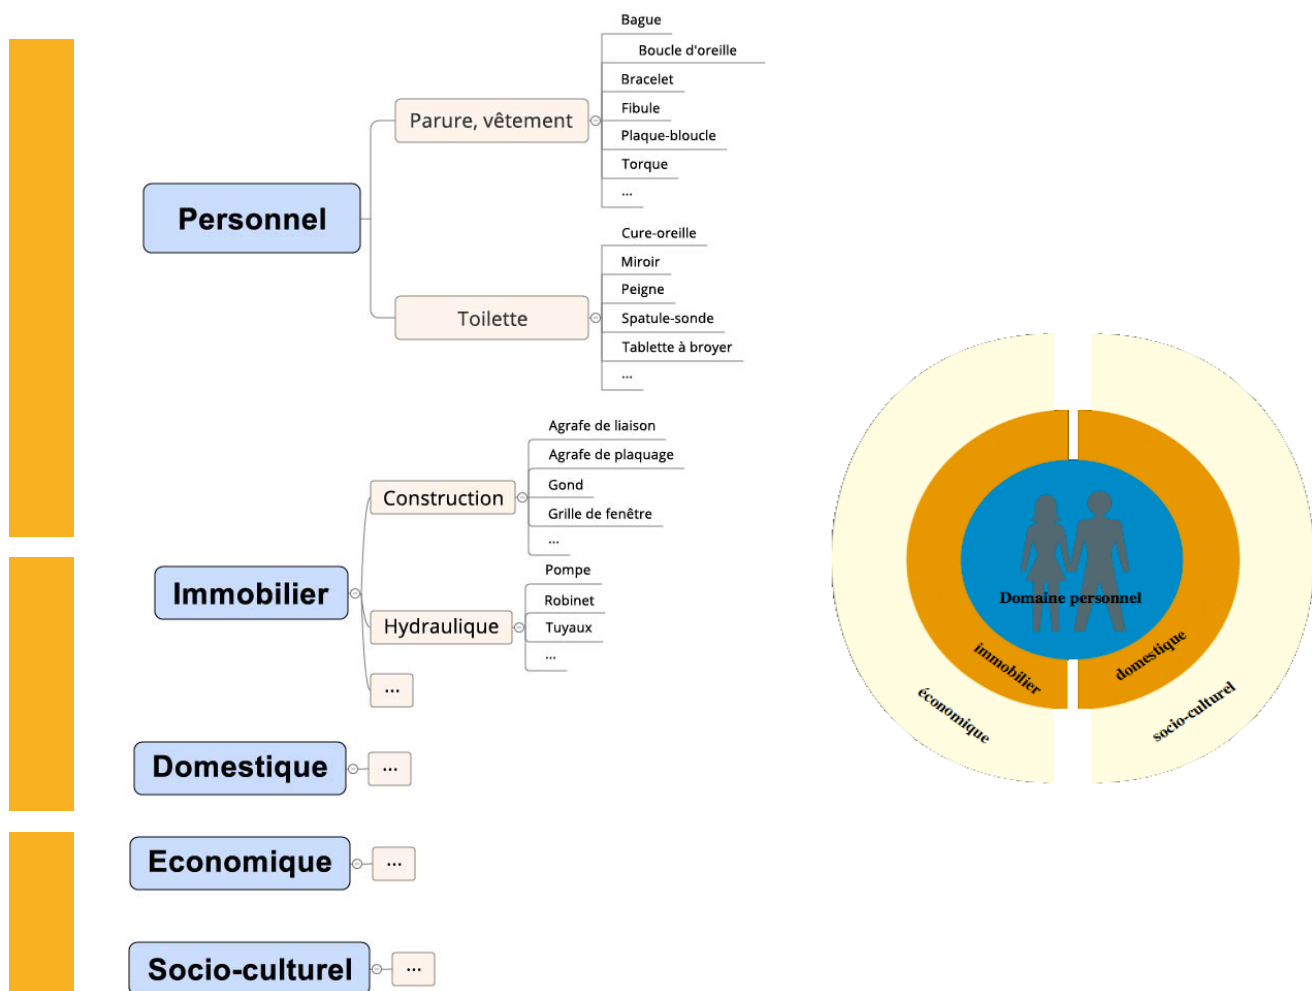 Bague
Boucle d'oreille
Bracelet
Parure, vêtement
Fibule
Plaque-bloucle
Torque
...
Personnel
Cure-oreille
Miroir
Peigne
Toilette
Spatule-sonde
Tablette à broyer
...
Agrafe de liaison
Agrafe de plaquage
Construction
Gond
Grille de fenêtre
...
Immobilier
Pompe
Robinet
Hydraulique
Tuyaux
...
...
Domestique
...
Economique
...
Socio-culturel
...
Domaine personnel
immobilier
domestique
économique
socio-culturel